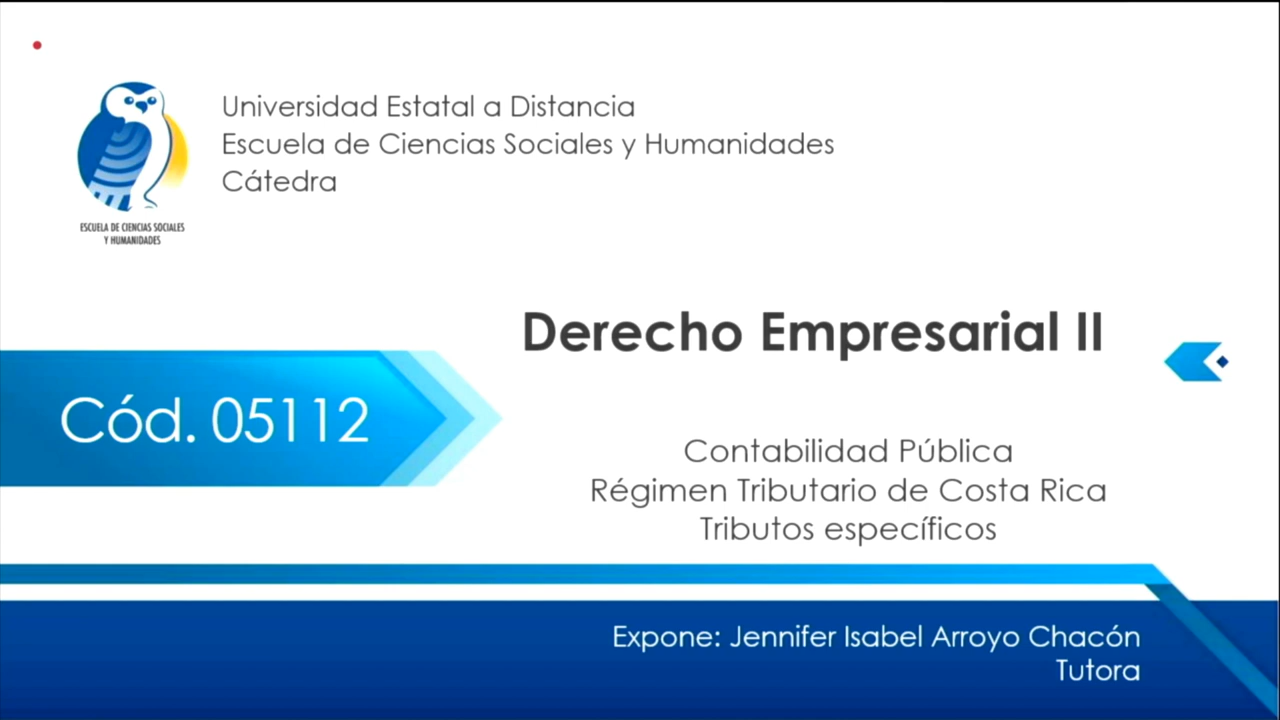 Universidad Estatal a Distancia
Escuela de Ciencias Sociales y Humanidades
Cátedra
ESCUELA DE CIENCIAS SOCIALES
Y HUMANIDADES
Derecho Empresarial II
Cód. 05112
Contabilidad Pública
Régimen Tributario de Costa Rica
Tributos específicos
Expone: Jennifer Isabel Arroyo Chacón
Tutora